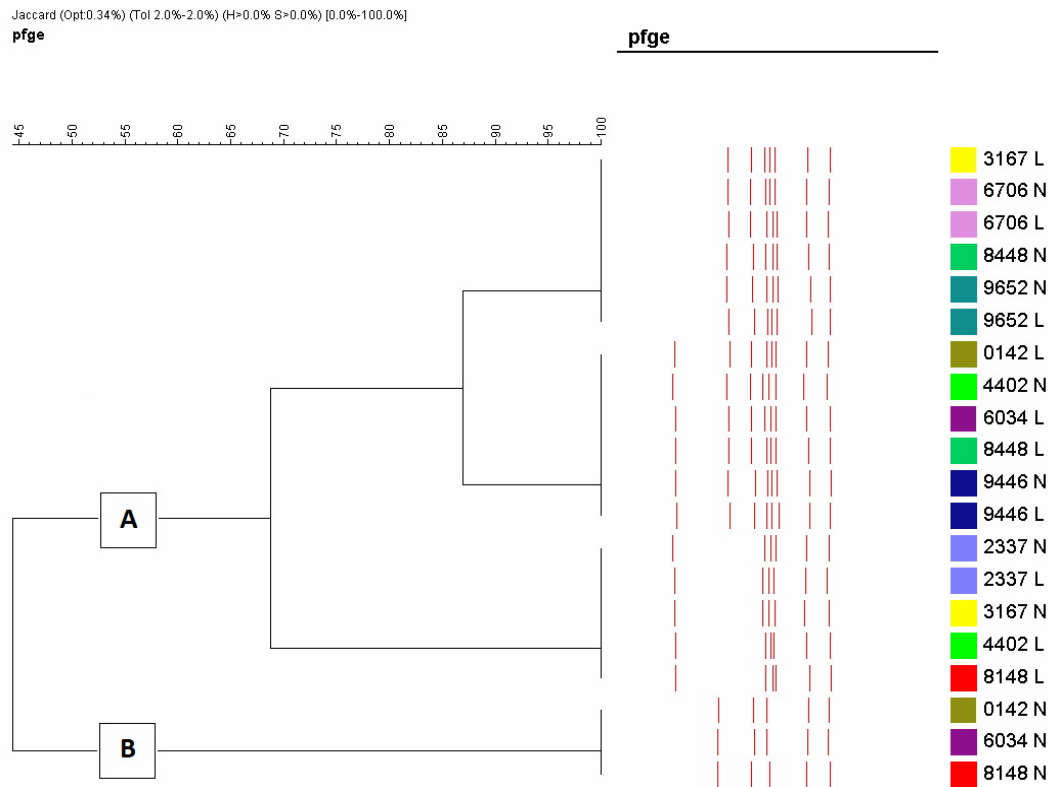 Jaccard (Opt:0.34%) (Tol 2.0%-2.0%) (H>0.0% S>0.0%) [0.0%-100.0%]
pfge
pfge
45 50 55 60 65 70 75 80 85 90 95 100
3167 L
6706 N
6706 L
8448 N
9652 N
9652 L
0142 L
4402 N
6034 L
8448 L
9446 N
9446 L
A
2337 N
2337 L
3167 N
4402 L
8148 L
0142 N
6034 N
B
8148 N